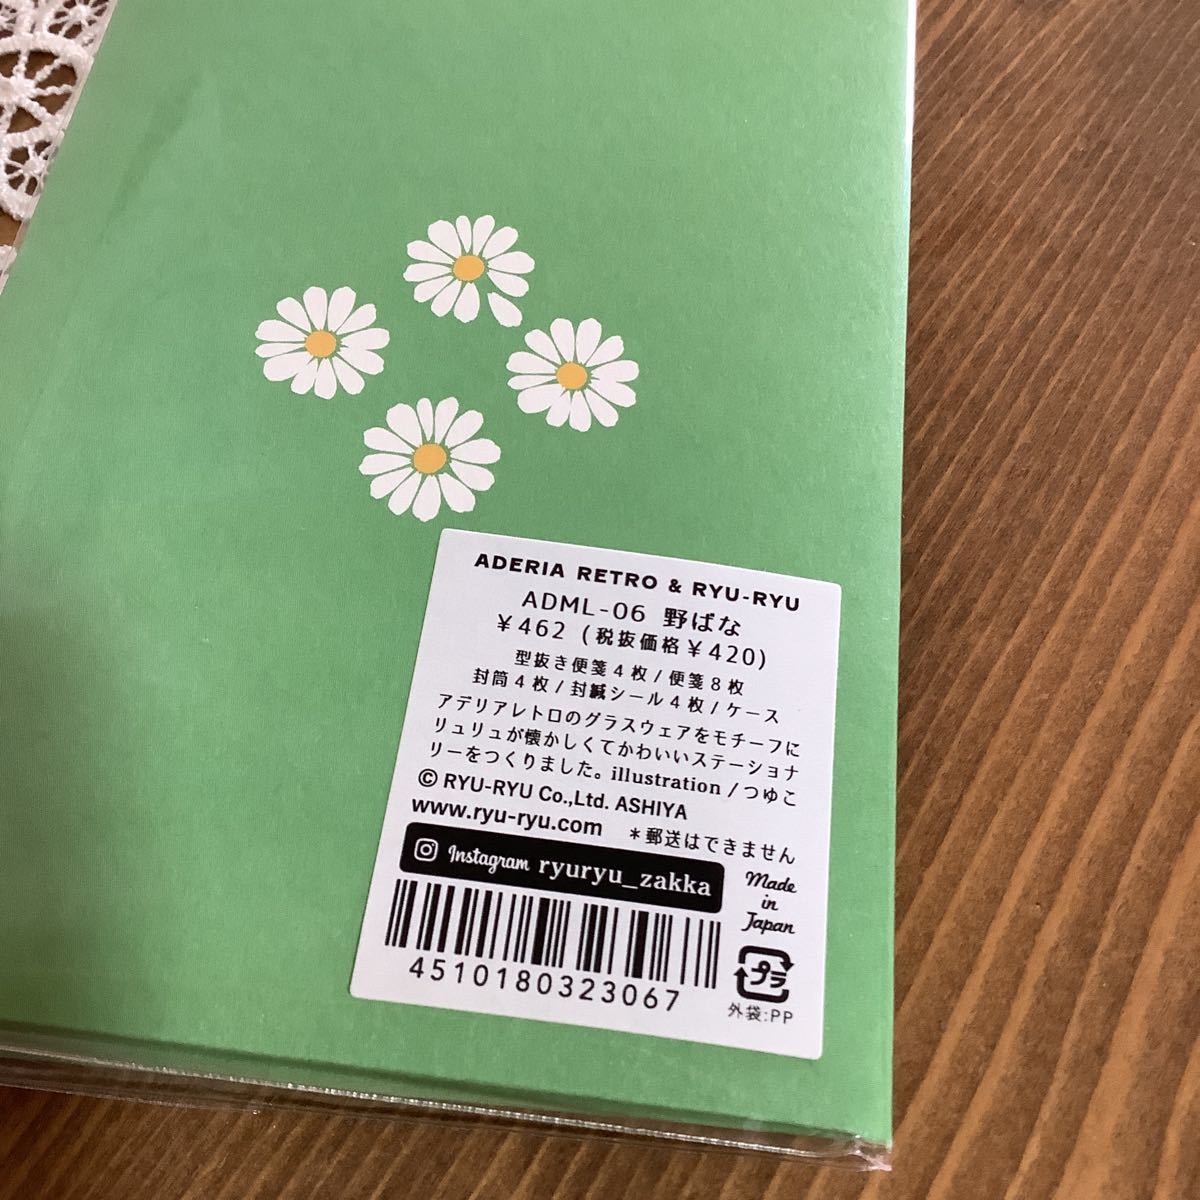 ADERIA RETRO & RYU-RYU
ADML-06 野ばな
￥462 (税抜価格￥420)
型抜き便箋4枚/便箋8枚
封筒4枚/封緘シール4枚/ケース
アデリアレトロのグラスウェアをモチーフに
リュリュが懐かしくてかわいいステーショナ
リーをつくりました。illustration/つゆこ
© RYU-RYU Co.,Ltd. ASHIYA
www.ryu-ryu.com ＊郵送はできません
Instagram ryuryu_zakka
Made
in
Japan
4510180323067
プラ
外袋:PP